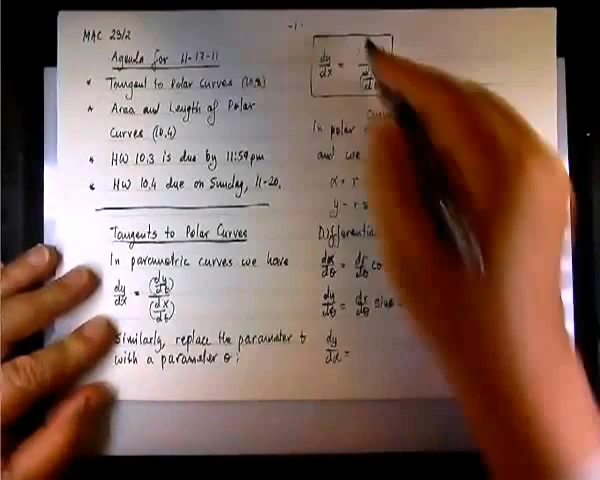 MAC 2312
-1-
Agenda for 11-17-11
* Tangent to Polar Curves (10.3)
* Area and Length of Polar
Curves (10.4)
* HW 10.3 is due by 11:59pm
* HW 10.4 due on Sunday, 11-20.
Tangents to Polar Curves
In parametric curves we have
dy/dx = (dy/dt)/(dx/dt)
Similarly, replace the parameter t
with a parameter θ:
dy/dx =
In polar
and we
x = r
y = r s
Differentia
dx/dθ = dr/dθ co
dy/dθ = dr/dθ sinθ
dy/dx =